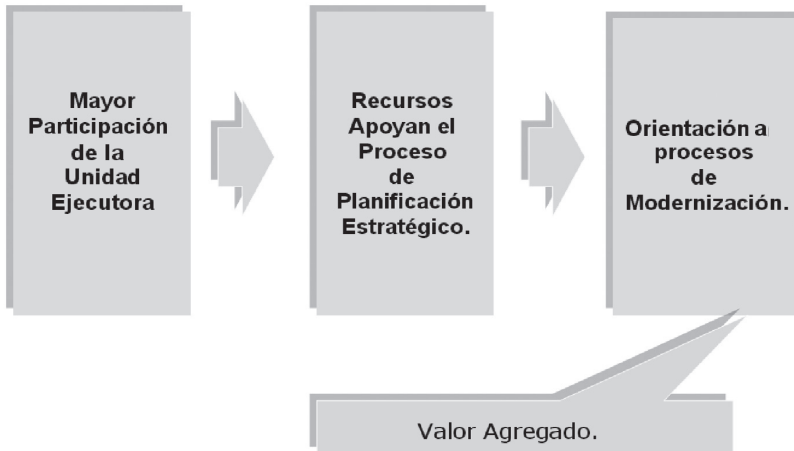 Mayor
Participación
de la
Unidad
Ejecutora
Recursos
Apoyan el
Proceso
de
Planificación
Estratégico.
Orientación a
procesos
de
Modernización.
Valor Agregado.